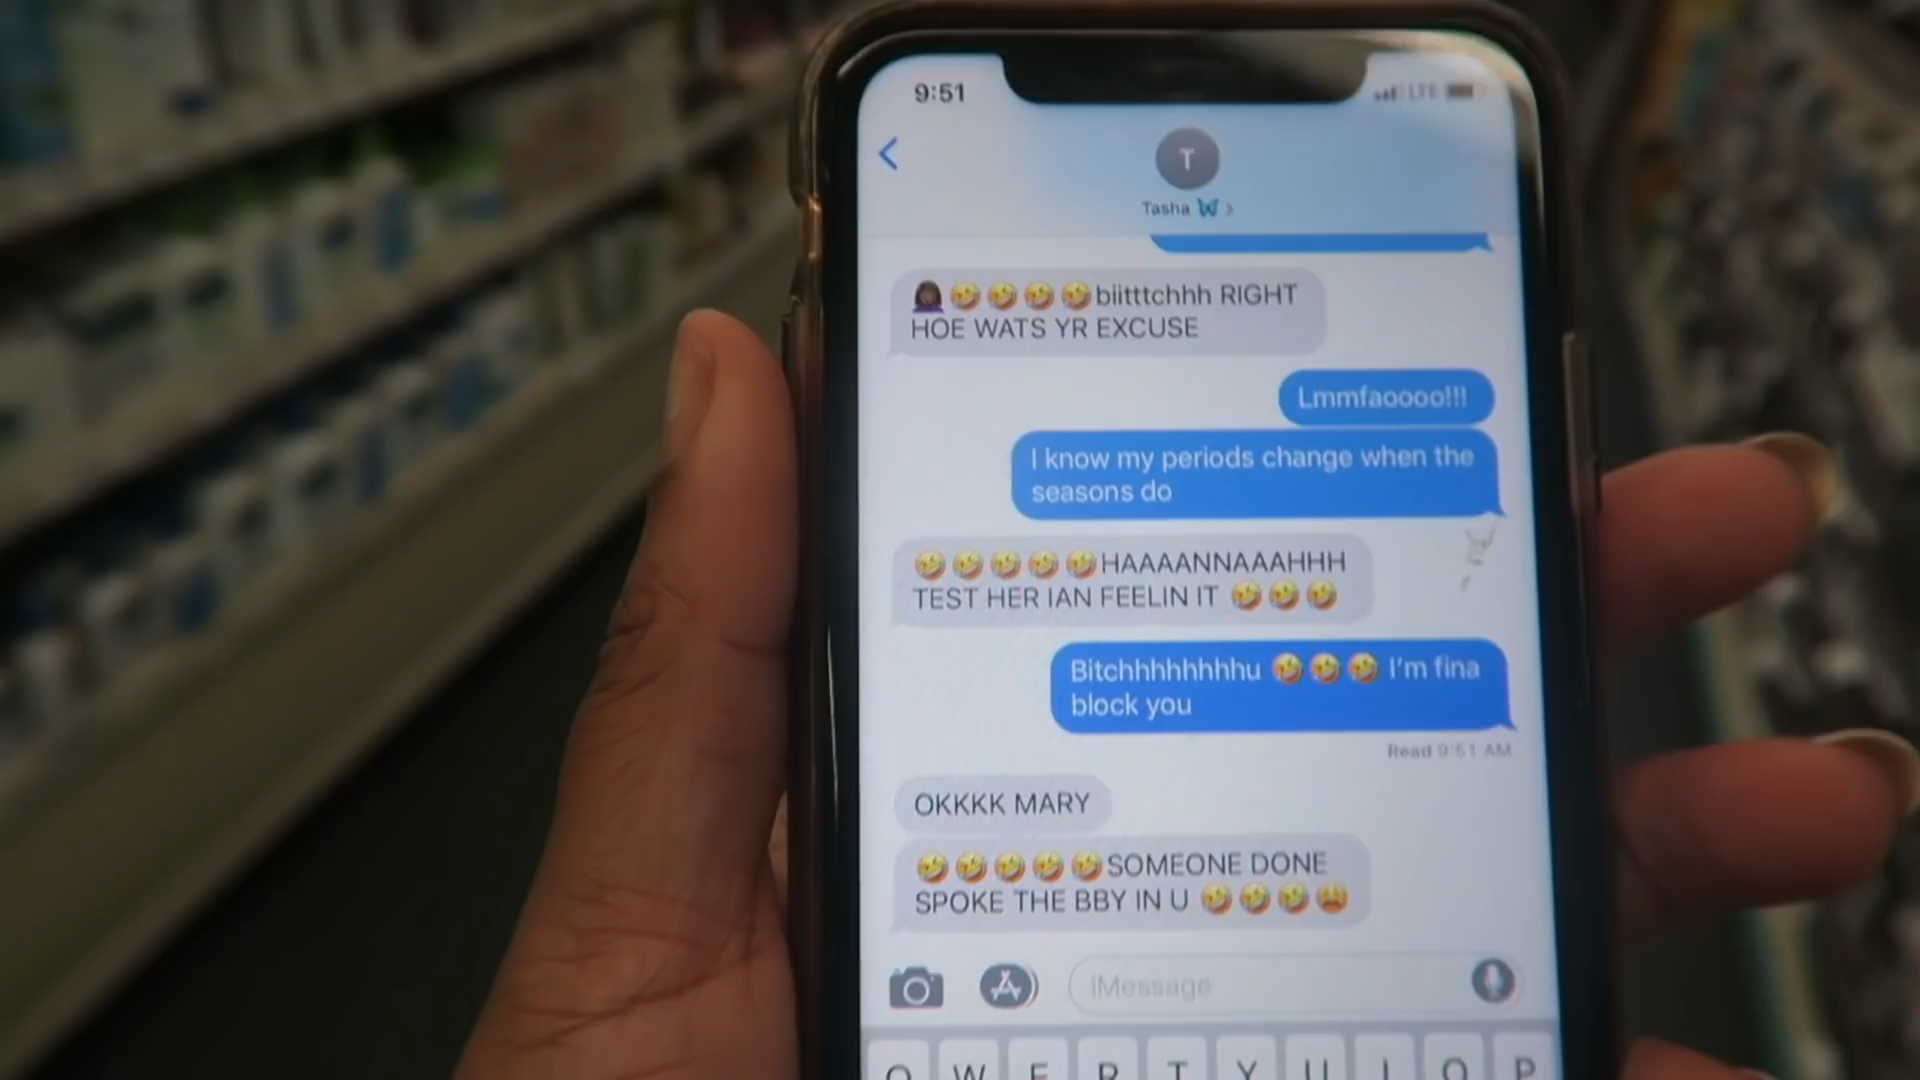 9:51
LTE
T
Tasha 🦋 >
🤦🏿‍♀️🤣🤣🤣🤣biitttchhh RIGHT
HOE WATS YR EXCUSE
Lmmfaoooo!!!
I know my periods change when the
seasons do
🤣🤣🤣🤣🤣HAAAANNAAAHHH
TEST HER IAN FEELIN IT 🤣🤣🤣
Bitchhhhhhhhu 🤣🤣🤣 I'm fina
block you
Read 9:51 AM
OKKKK MARY
🤣🤣🤣🤣🤣SOMEONE DONE
SPOKE THE BBY IN U 🤣🤣🤣😩
iMessage
Q W E R T Y U I O P